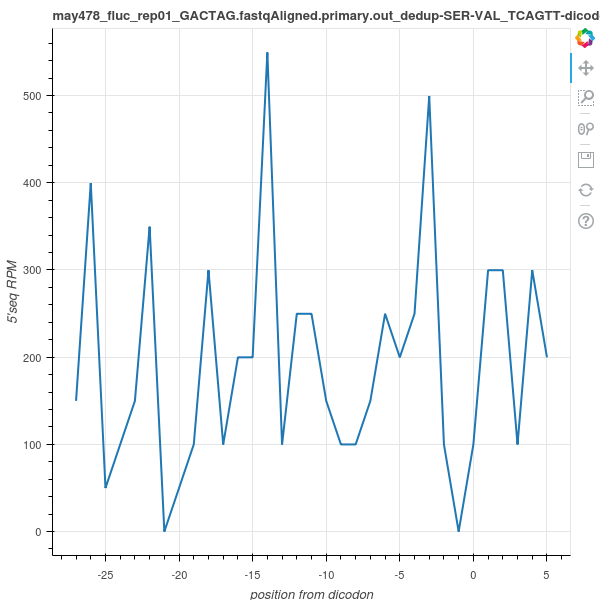 may478_fluc_rep01_GACTAG.fastqAligned.primary.out_dedup-SER-VAL_TCAGTT-dicod
5'seq RPM
500
400
300
200
100
0
-25 -20 -15 -10 -5 0 5
position from dicodon